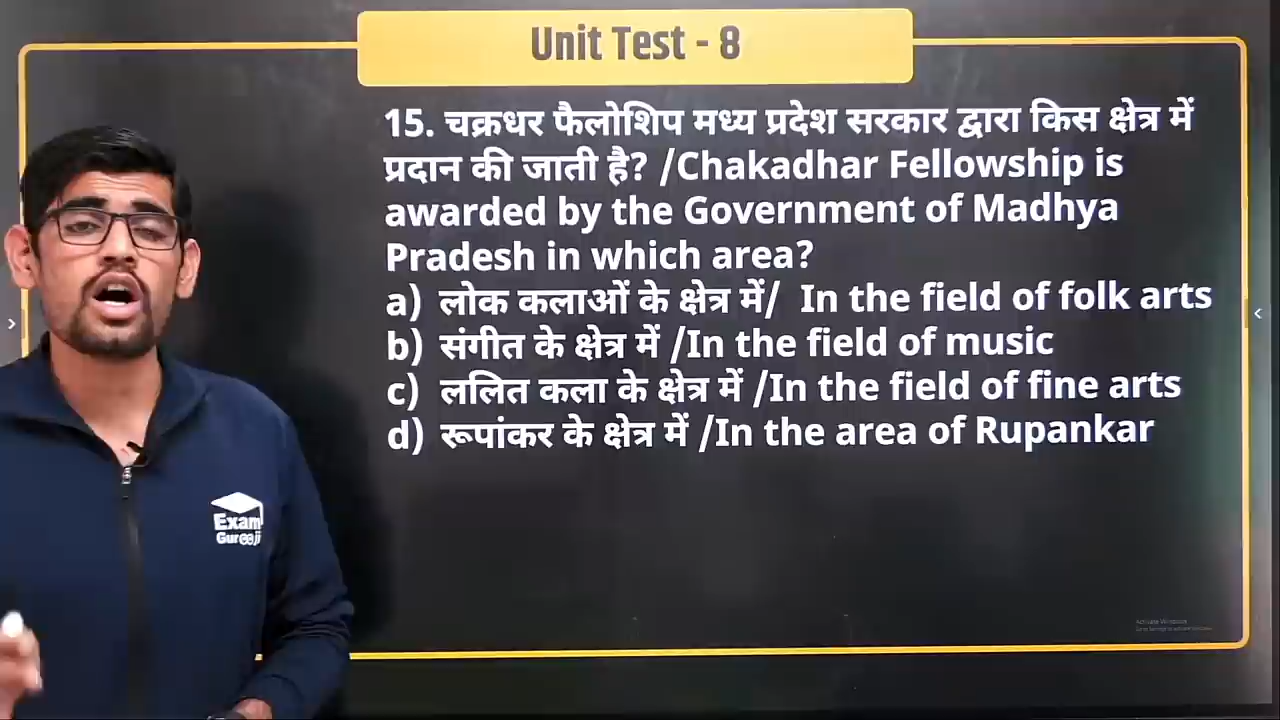 Unit Test - 8
15. चक्रधर फैलोशिप मध्य प्रदेश सरकार द्वारा किस क्षेत्र में
प्रदान की जाती है? /Chakadhar Fellowship is
awarded by the Government of Madhya
Pradesh in which area?
a) लोक कलाओं के क्षेत्र में/ In the field of folk arts
b) संगीत के क्षेत्र में /In the field of music
c) ललित कला के क्षेत्र में /In the field of fine arts
d) रूपांकर के क्षेत्र में /In the area of Rupankar
Exam
Gureeji
Activate Windows